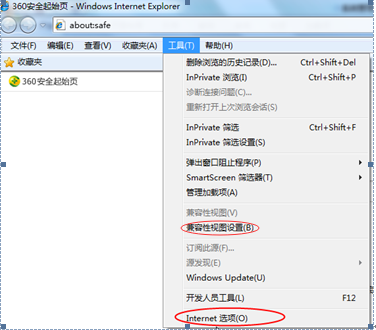 360安全起始页 - Windows Internet Explorer
about:safe
文件(F) 编辑(E) 查看(V) 收藏夹(A) 工具(T) 帮助(H)
收藏夹
360安全起始页
删除浏览的历史记录(D)... Ctrl+Shift+Del
InPrivate 浏览(I) Ctrl+Shift+P
诊断连接问题(C)...
重新打开上次浏览会话(S)
InPrivate 筛选 Ctrl+Shift+F
InPrivate 筛选设置(S)
弹出窗口阻止程序(P)
SmartScreen 筛选器(T)
管理加载项(A)
兼容性视图(V)
兼容性视图设置(B)
订阅此源(F)...
源发现(E)
Windows Update(U)
开发人员工具(L) F12
Internet 选项(O)